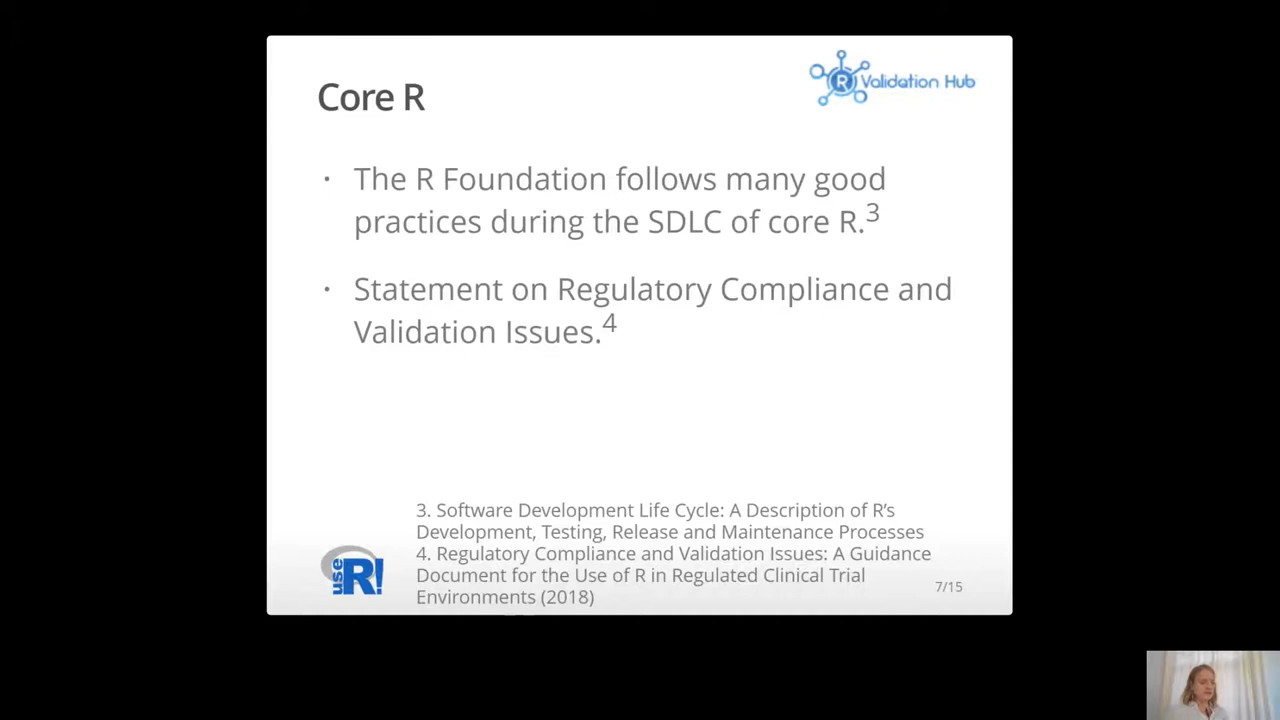 Core R
R Validation Hub
· The R Foundation follows many good
practices during the SDLC of core R.3
· Statement on Regulatory Compliance and
Validation Issues.4
3. Software Development Life Cycle: A Description of R's
Development, Testing, Release and Maintenance Processes
4. Regulatory Compliance and Validation Issues: A Guidance
Document for the Use of R in Regulated Clinical Trial
Environments (2018)
use R!
7/15